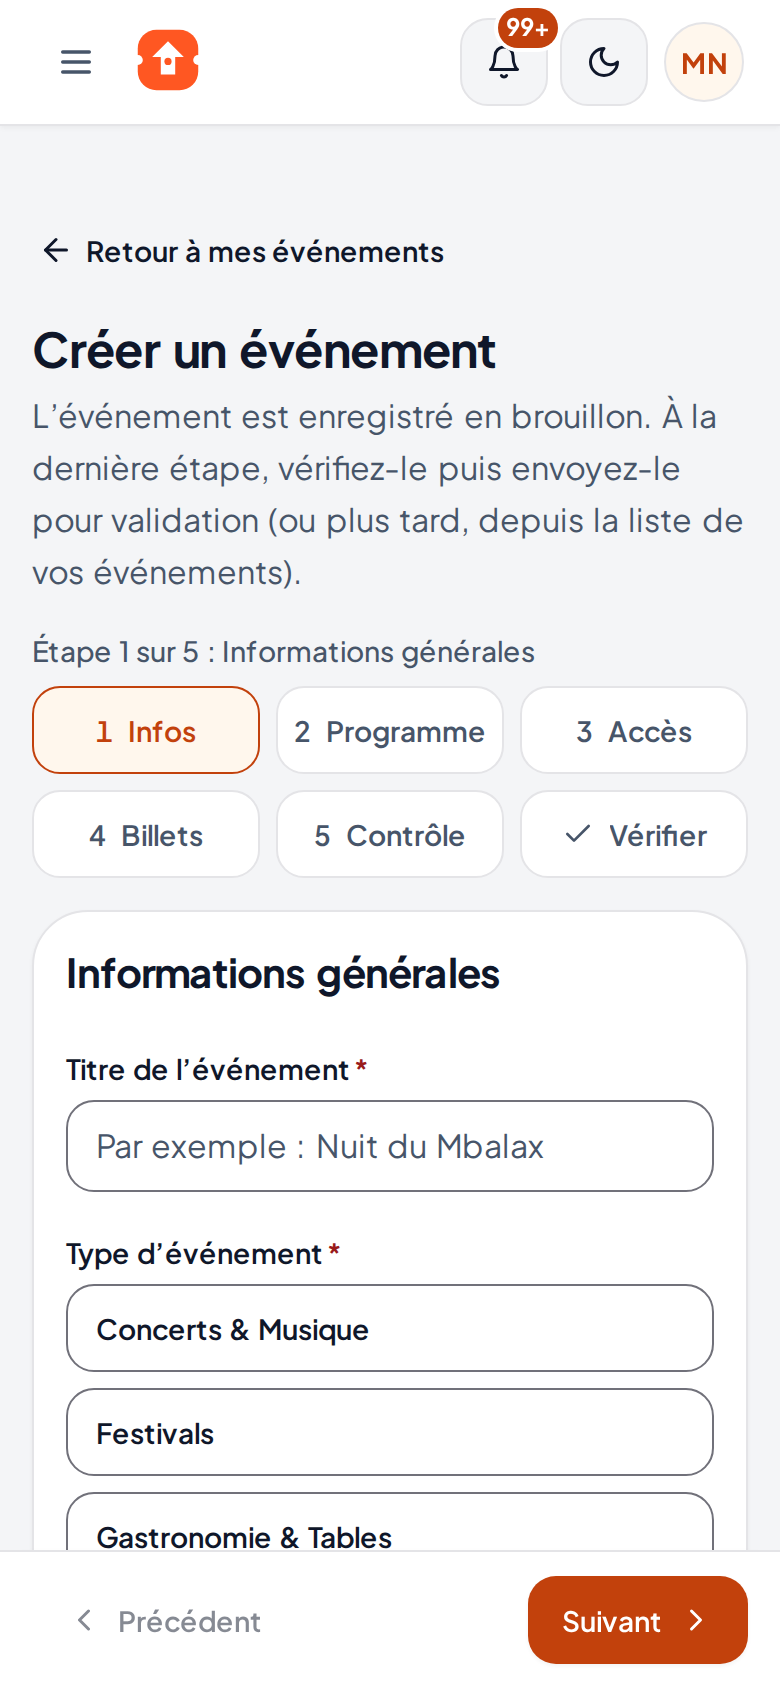 99+
MN
Retour à mes événements
Créer un événement
L’événement est enregistré en brouillon. À la
dernière étape, vérifiez-le puis envoyez-le
pour validation (ou plus tard, depuis la liste de
vos événements).
Étape 1 sur 5 : Informations générales
1 Infos
2 Programme
3 Accès
4 Billets
5 Contrôle
Vérifier
Informations générales
Titre de l’événement *
Par exemple : Nuit du Mbalax
Type d’événement *
Concerts & Musique
Festivals
Gastronomie & Tables
Précédent
Suivant